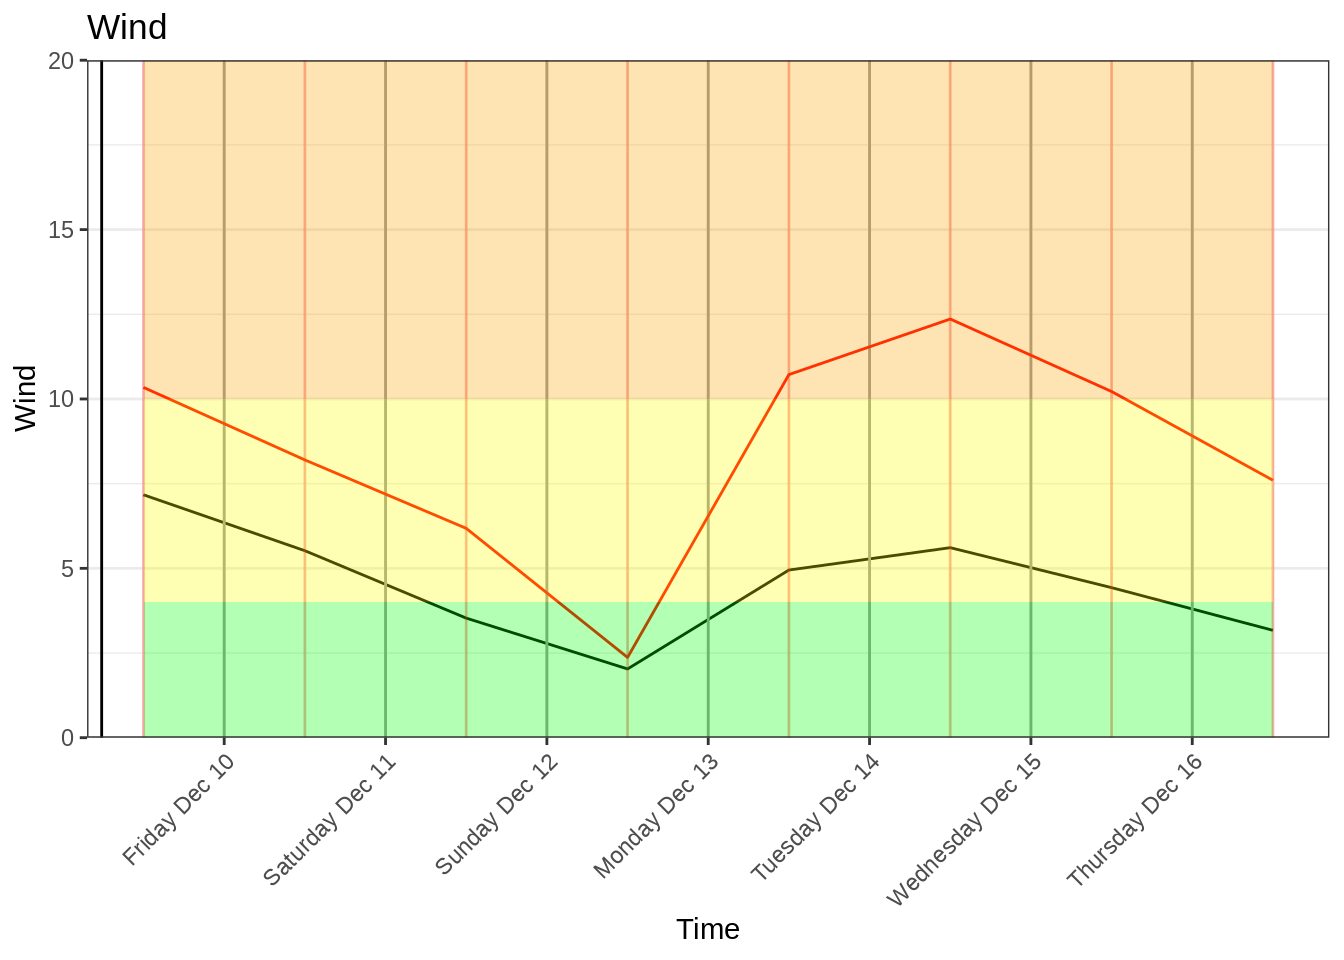 Wind
20
15
10
5
0
Wind
Friday Dec 10
Saturday Dec 11
Sunday Dec 12
Monday Dec 13
Tuesday Dec 14
Wednesday Dec 15
Thursday Dec 16
Time